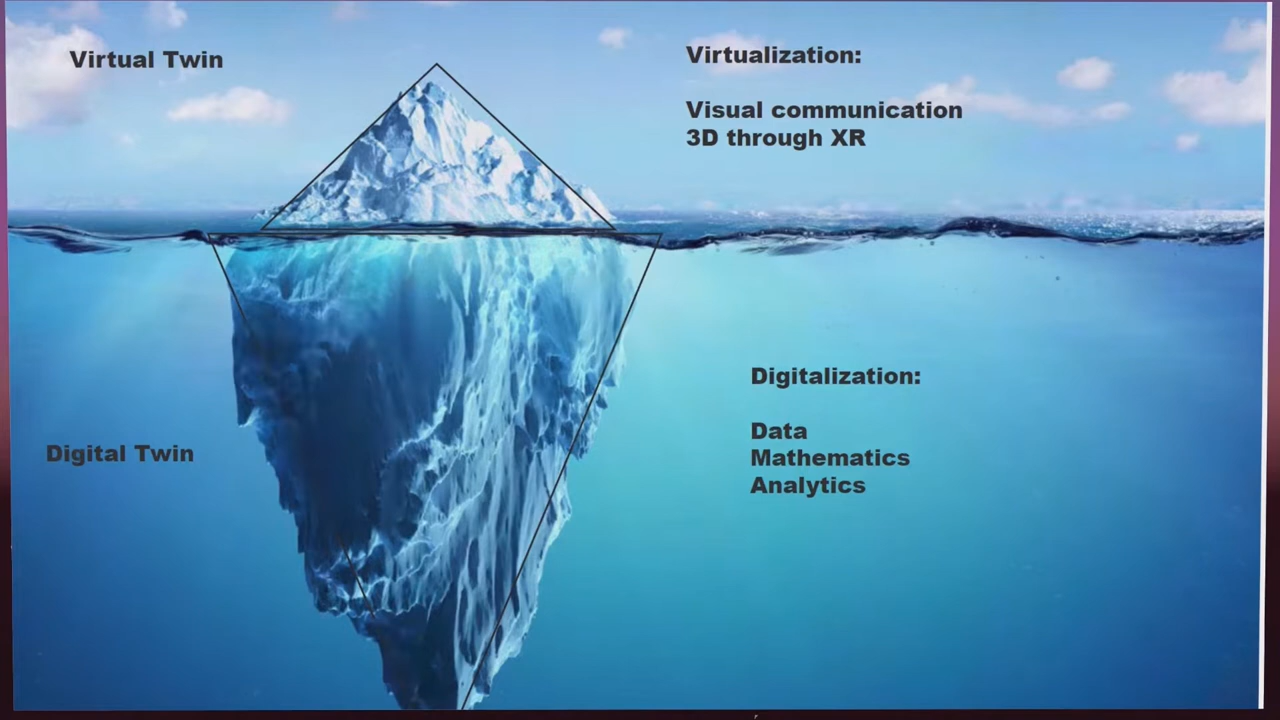 Virtual Twin
Virtualization:
Visual communication
3D through XR
Digitalization:
Data
Mathematics
Analytics
Digital Twin